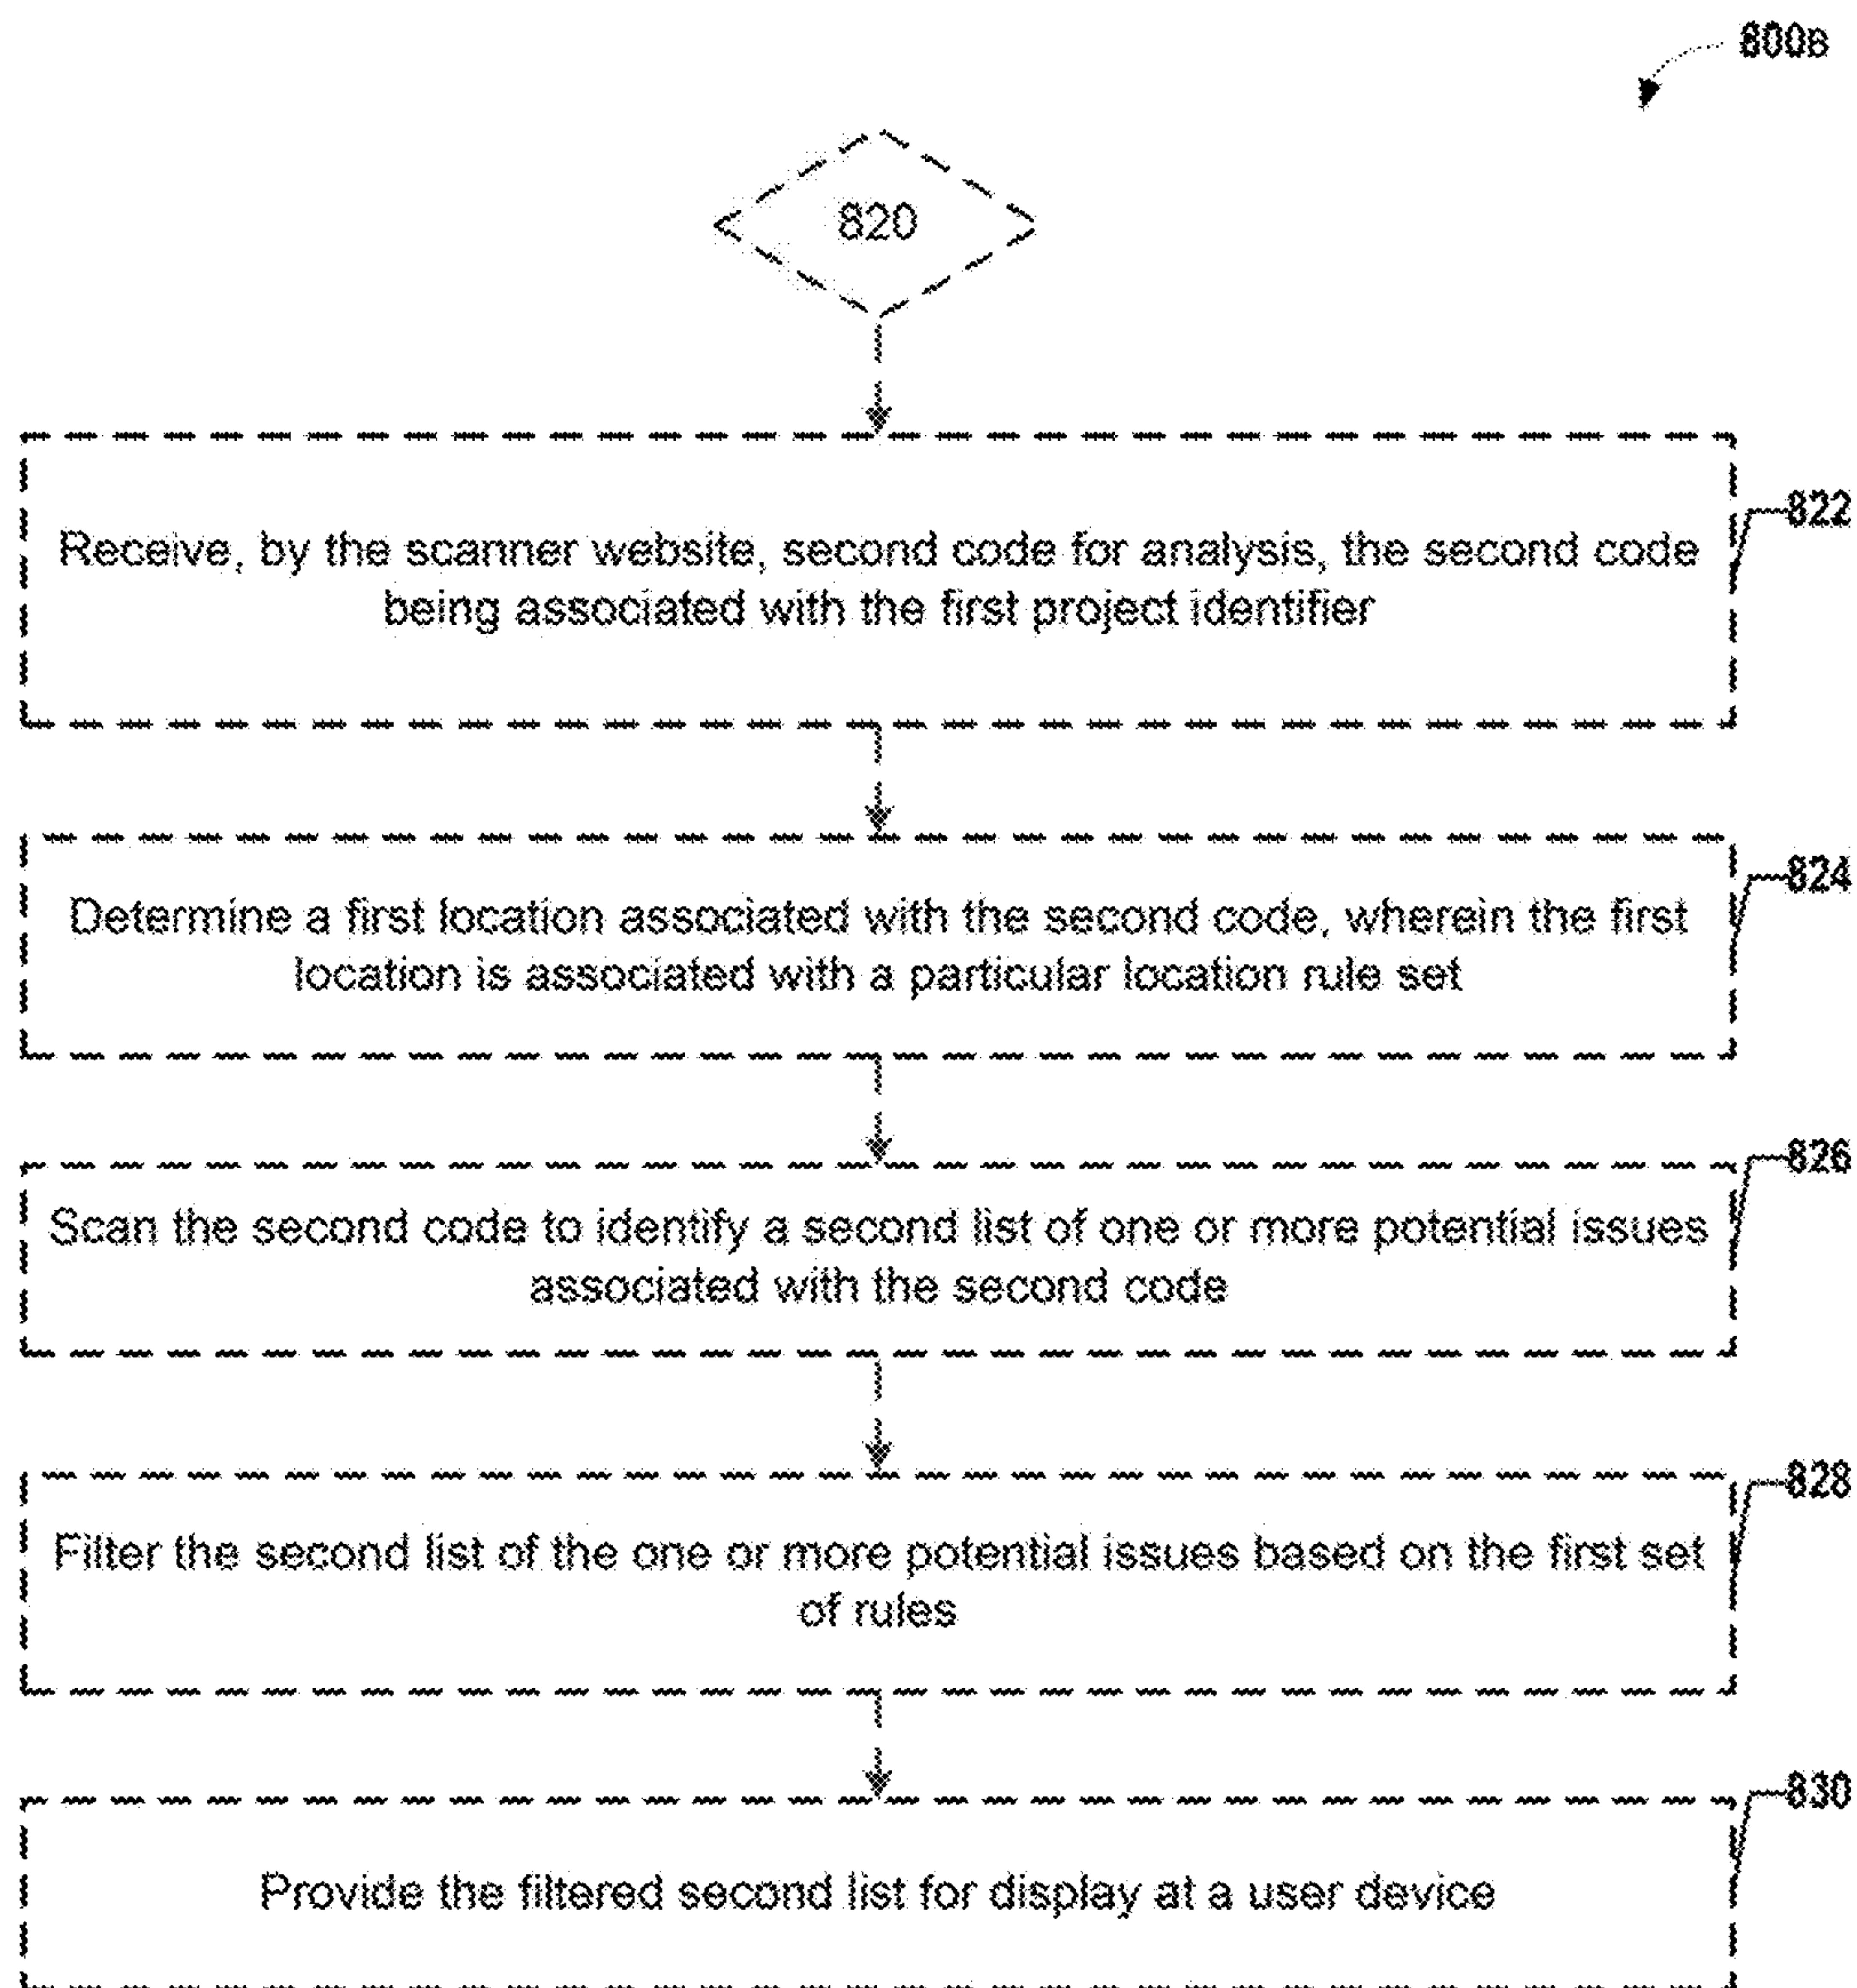 800B
820
822
Receive, by the scanner website, second code for analysis, the second code
being associated with the first project identifier
824
Determine a first location associated with the second code, wherein the first
location is associated with a particular location rule set
826
Scan the second code to identify a second list of one or more potential issues
associated with the second code
828
Filter the second list of the one or more potential issues based on the first set
of rules
830
Provide the filtered second list for display at a user device